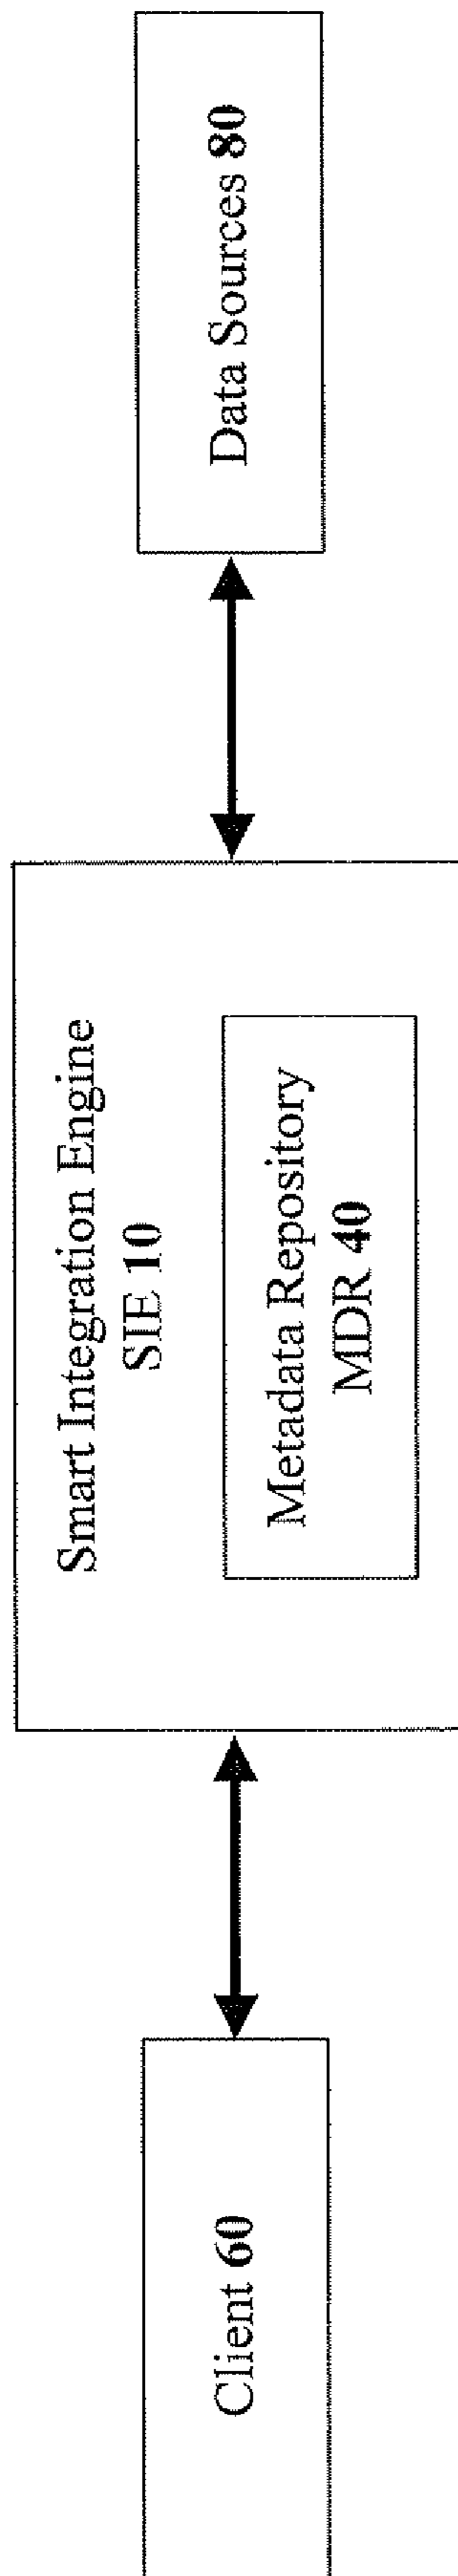 Client 60
Smart Integration Engine
SIE 10
Metadata Repository
MDR 40
Data Sources 80